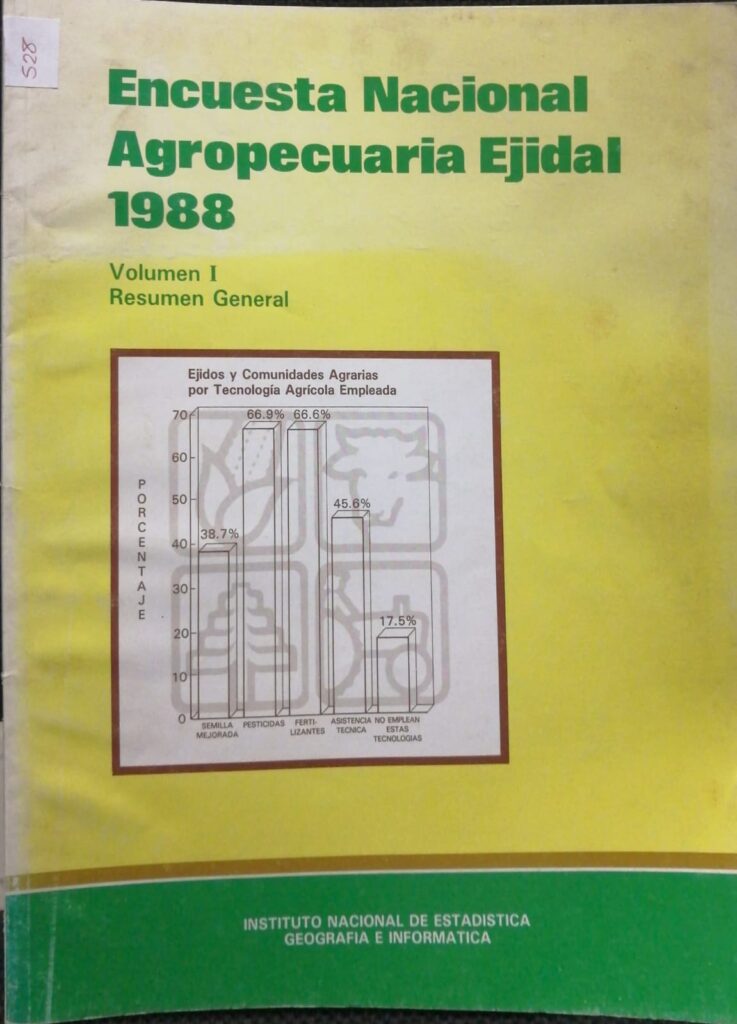 528
Encuesta Nacional
Agropecuaria Ejidal
1988
Volumen I
Resumen General
Ejidos y Comunidades Agrarias
por Tecnología Agrícola Empleada
PORCENTAJE
70
60
50
40
30
20
10
0
38.7%
66.9%
66.6%
45.6%
17.5%
SEMILLA
MEJORADA
PESTICIDAS
FERTI-
LIZANTES
ASISTENCIA
TECNICA
NO EMPLEAN
ESTAS
TECNOLOGIAS
INSTITUTO NACIONAL DE ESTADISTICA
GEOGRAFIA E INFORMATICA